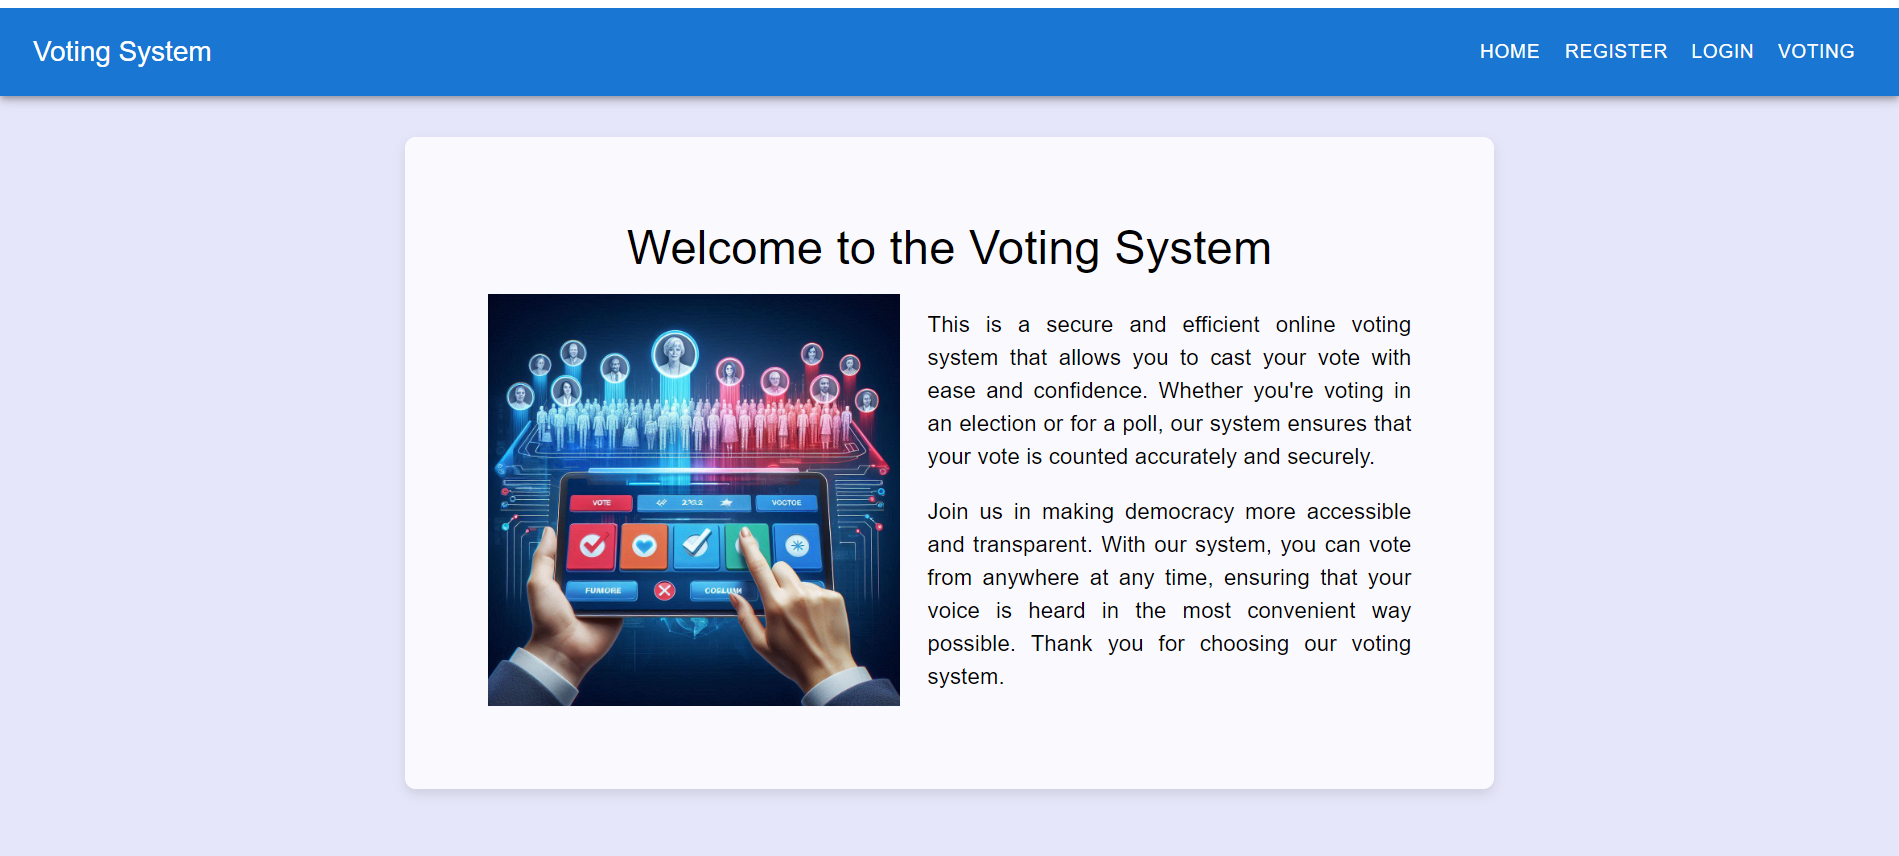 Voting System
HOME REGISTER LOGIN VOTING
Welcome to the Voting System
This is a secure and efficient online voting
system that allows you to cast your vote with
ease and confidence. Whether you're voting in
an election or for a poll, our system ensures that
your vote is counted accurately and securely.
Join us in making democracy more accessible
and transparent. With our system, you can vote
from anywhere at any time, ensuring that your
voice is heard in the most convenient way
possible. Thank you for choosing our voting
system.
VOTE
VOCTOE
FUMORE